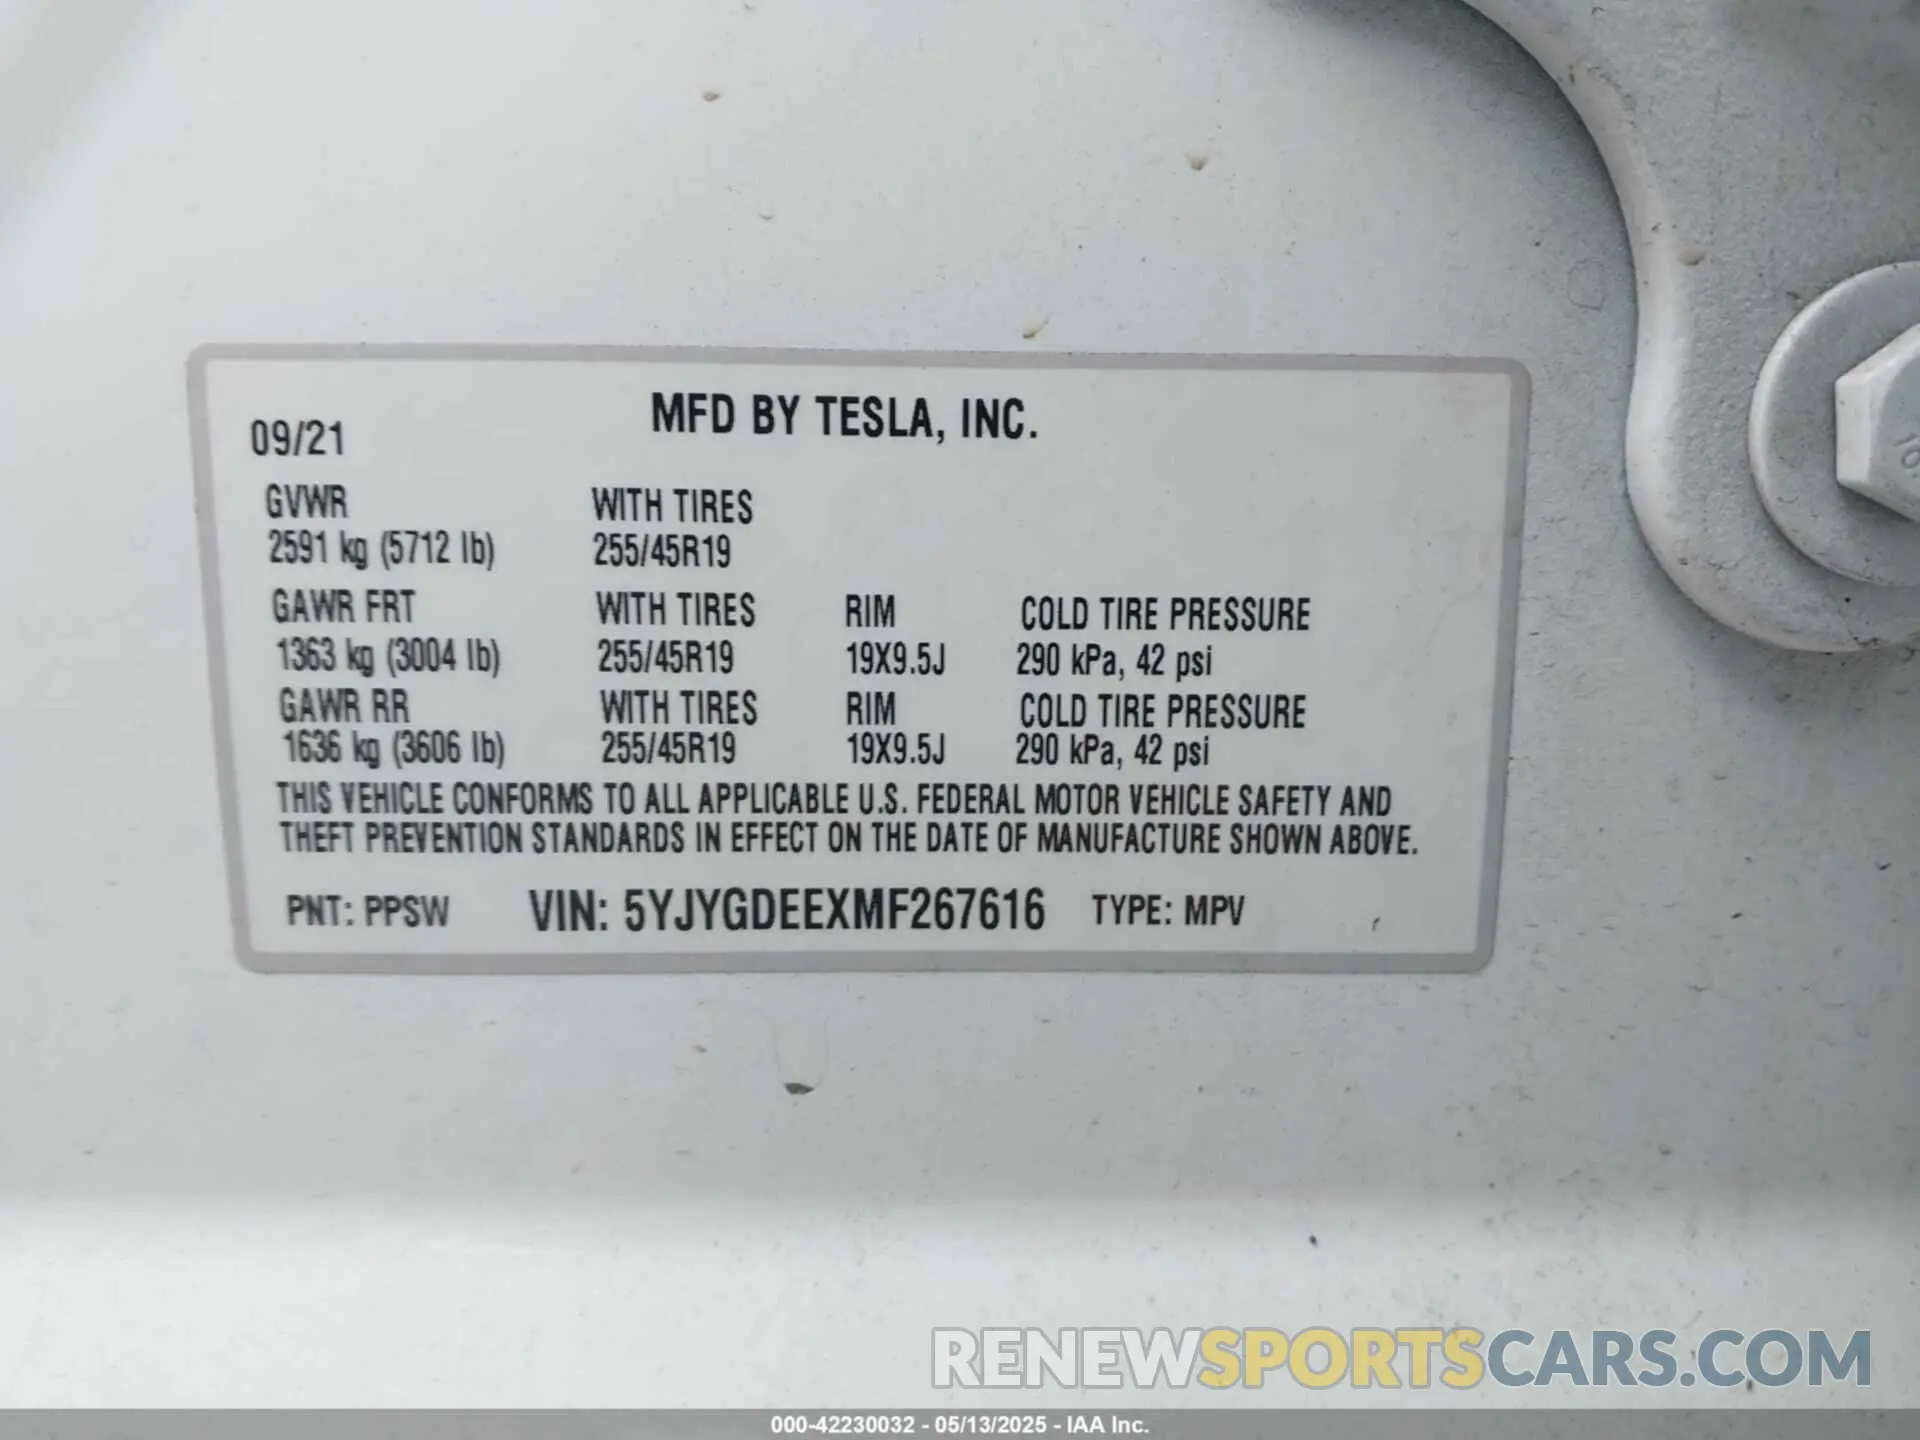 MFD BY TESLA, INC.
09/21
GVWR WITH TIRES
2591 kg (5712 lb) 255/45R19
GAWR FRT WITH TIRES RIM COLD TIRE PRESSURE
1363 kg (3004 lb) 255/45R19 19X9.5J 290 kPa, 42 psi
GAWR RR WITH TIRES RIM COLD TIRE PRESSURE
1636 kg (3606 lb) 255/45R19 19X9.5J 290 kPa, 42 psi
THIS VEHICLE CONFORMS TO ALL APPLICABLE U.S. FEDERAL MOTOR VEHICLE SAFETY AND
THEFT PREVENTION STANDARDS IN EFFECT ON THE DATE OF MANUFACTURE SHOWN ABOVE.
PNT: PPSW VIN: 5YJYGDEEXMF267616 TYPE: MPV
RENEWSPORTSCARS.COM
000-42230032 - 05/13/2025 - IAA Inc.